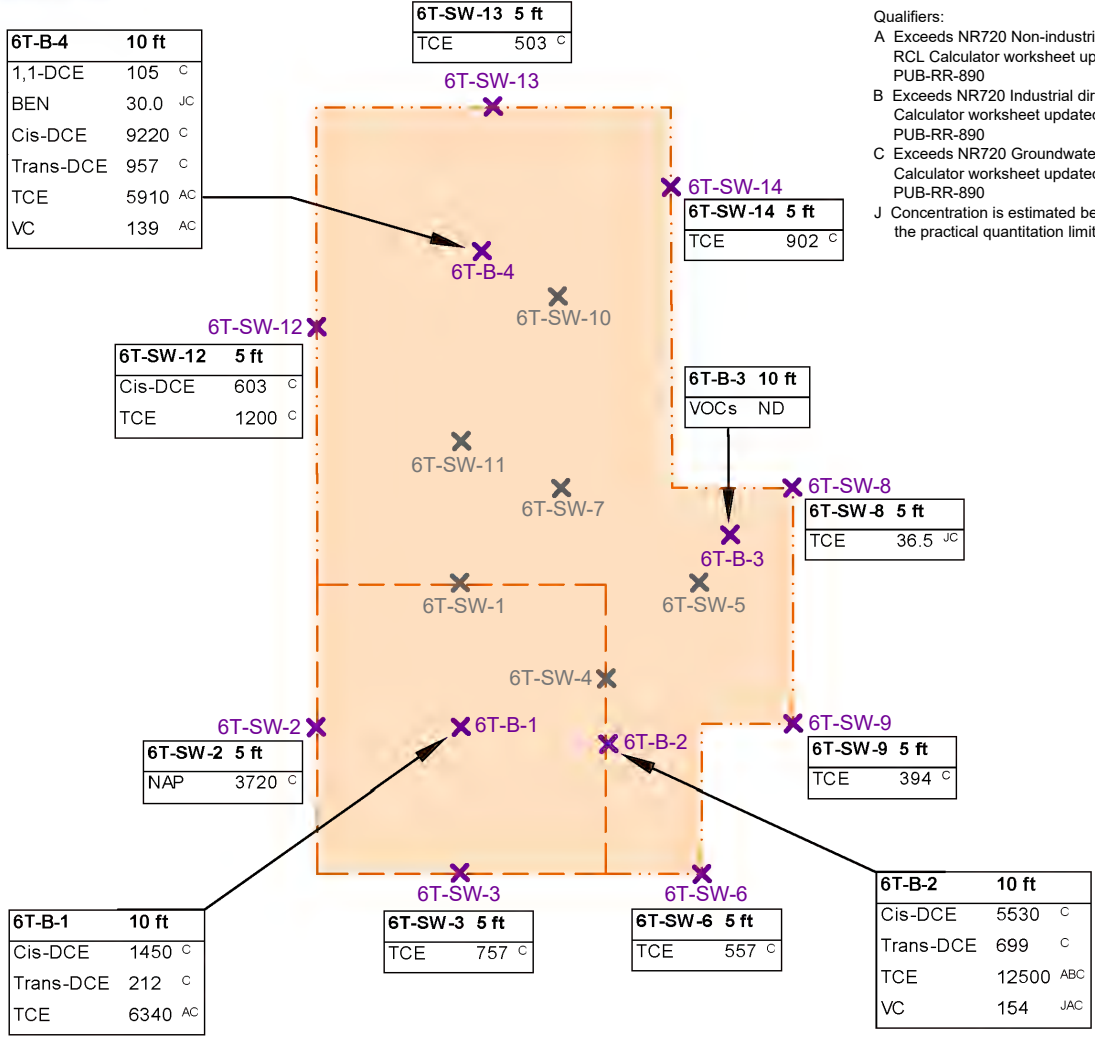 6T-SW-13 5 ft
TCE 503 C
6T-SW-13
Qualifiers:
A Exceeds NR720 Non-industri
RCL Calculator worksheet up
PUB-RR-890
B Exceeds NR720 Industrial dir
Calculator worksheet updated
PUB-RR-890
C Exceeds NR720 Groundwate
Calculator worksheet updated
PUB-RR-890
J Concentration is estimated be
the practical quantitation limit
6T-B-4 10 ft
1,1-DCE 105 C
BEN 30.0 JC
Cis-DCE 9220 C
Trans-DCE 957 C
TCE 5910 AC
VC 139 AC
6T-SW-14
6T-SW-14 5 ft
TCE 902 C
6T-B-4
6T-SW-10
6T-SW-12
6T-SW-12 5 ft
Cis-DCE 603 C
TCE 1200 C
6T-B-3 10 ft
VOCs ND
6T-SW-11
6T-SW-7
6T-SW-8
6T-SW-8 5 ft
TCE 36.5 JC
6T-B-3
6T-SW-1
6T-SW-5
6T-SW-4
6T-SW-2
6T-SW-2 5 ft
NAP 3720 C
6T-B-1
6T-B-2
6T-SW-9
6T-SW-9 5 ft
TCE 394 C
6T-SW-3
6T-SW-3 5 ft
TCE 757 C
6T-SW-6
6T-SW-6 5 ft
TCE 557 C
6T-B-1 10 ft
Cis-DCE 1450 C
Trans-DCE 212 C
TCE 6340 AC
6T-B-2 10 ft
Cis-DCE 5530 C
Trans-DCE 699 C
TCE 12500 ABC
VC 154 JAC